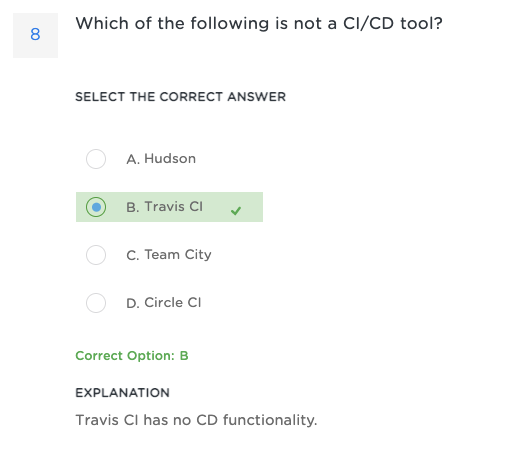 8
Which of the following is not a CI/CD tool?
SELECT THE CORRECT ANSWER
A. Hudson
B. Travis CI
C. Team City
D. Circle CI
Correct Option: B
EXPLANATION
Travis CI has no CD functionality.